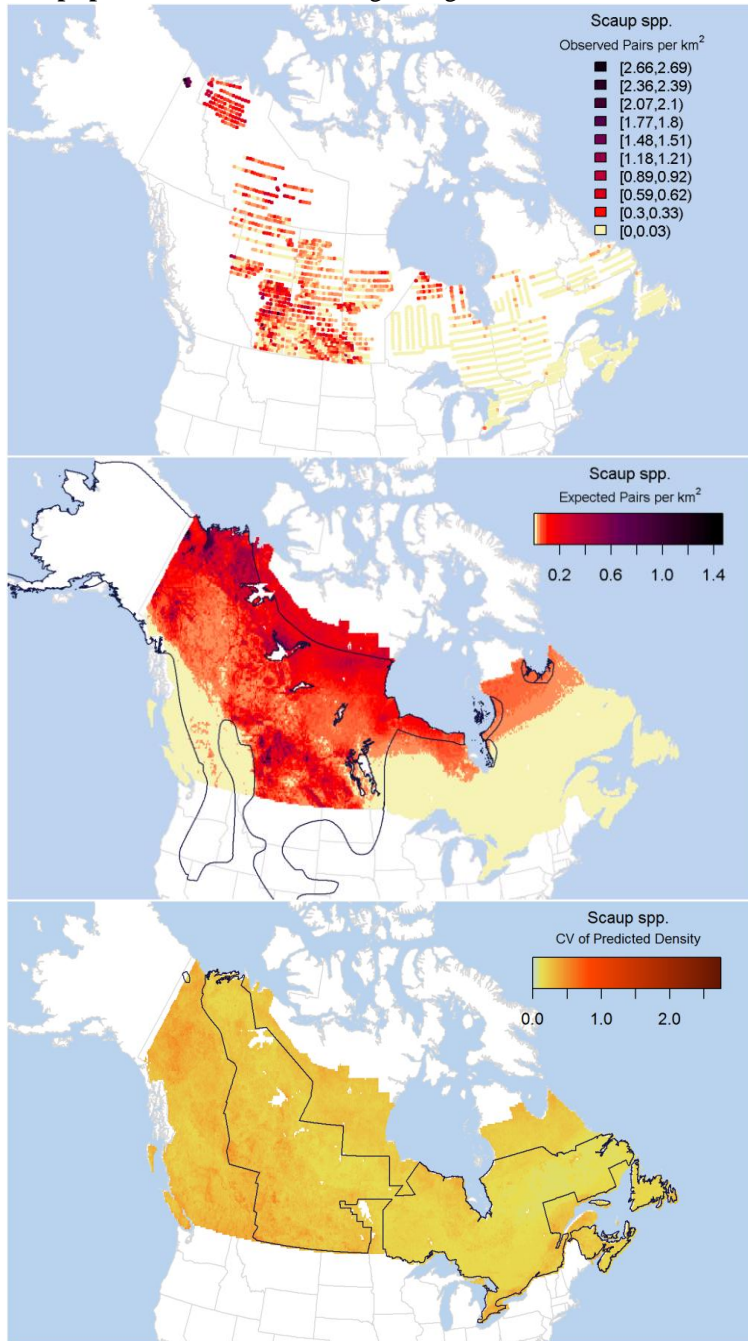 Scaup spp.
Observed Pairs per km2
[2.66,2.69)
[2.36,2.39)
[2.07,2.1)
[1.77,1.8)
[1.48,1.51)
[1.18,1.21)
[0.89,0.92)
[0.59,0.62)
[0.3,0.33)
[0,0.03)
Scaup spp.
Expected Pairs per km2
0.2 0.6 1.0 1.4
Scaup spp.
CV of Predicted Density
0.0 1.0 2.0